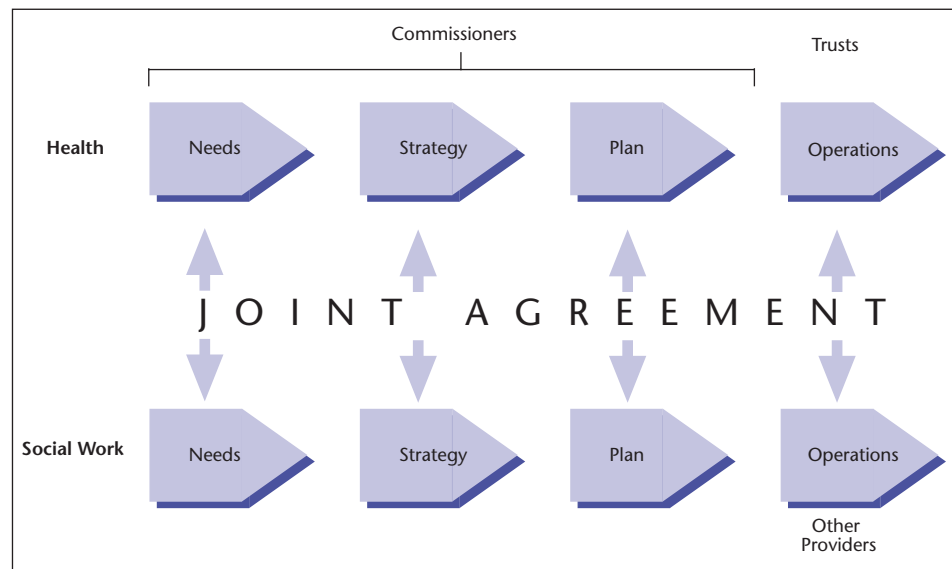 Commissioners
Trusts
Health
Needs
Strategy
Plan
Operations
JOINT AGREEMENT
Social Work
Needs
Strategy
Plan
Operations
Other
Providers